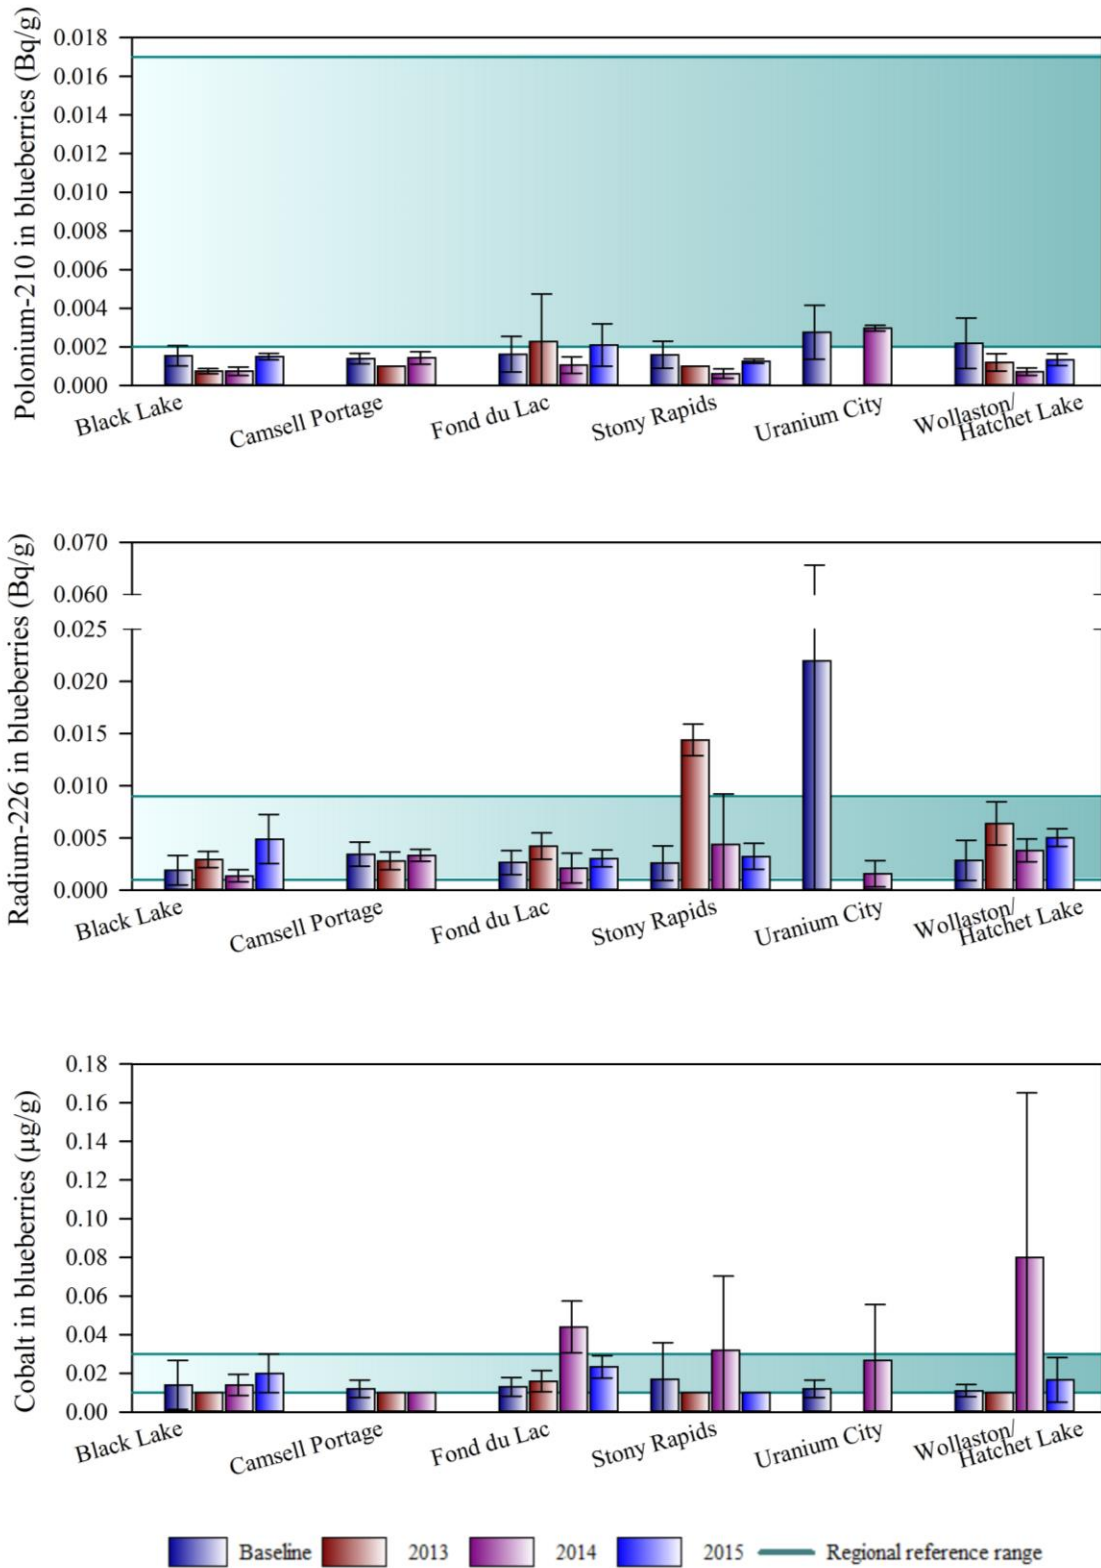 Polonium-210 in blueberries (Bq/g)
0.018
0.016
0.014
0.012
0.010
0.008
0.006
0.004
0.002
0.000
Black Lake
Camsell Portage
Fond du Lac
Stony Rapids
Uranium City
Wollaston/
Hatchet Lake
Radium-226 in blueberries (Bq/g)
0.070
0.060
0.025
0.020
0.015
0.010
0.005
0.000
Black Lake
Camsell Portage
Fond du Lac
Stony Rapids
Uranium City
Wollaston/
Hatchet Lake
Cobalt in blueberries (µg/g)
0.18
0.16
0.14
0.12
0.10
0.08
0.06
0.04
0.02
0.00
Black Lake
Camsell Portage
Fond du Lac
Stony Rapids
Uranium City
Wollaston/
Hatchet Lake
Baseline 2013 2014 2015 Regional reference range